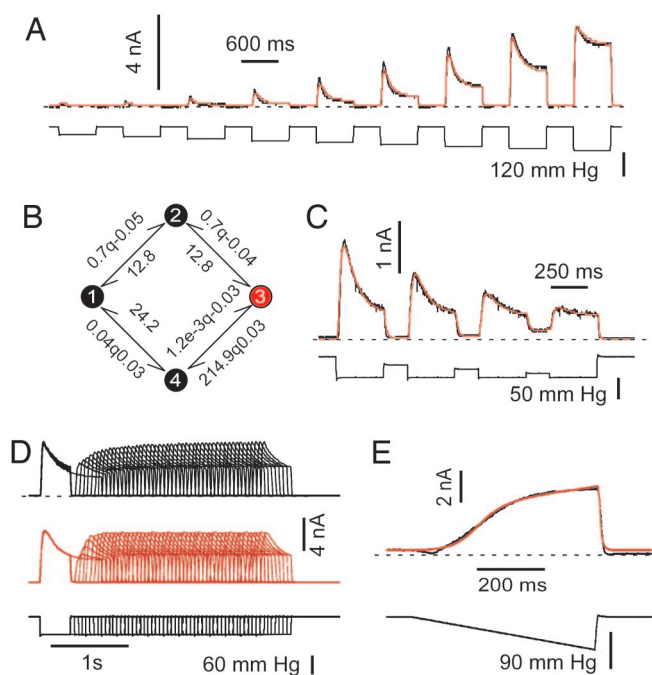 A
4 nA
600 ms
120 mm Hg
B
0.7q-0.05
2
0.7q-0.04
12.8
12.8
1
3
24.2
1.2e-3q-0.03
0.04q0.03
4
214.9q0.03
C
1 nA
250 ms
50 mm Hg
D
4 nA
1s
60 mm Hg
E
2 nA
200 ms
90 mm Hg